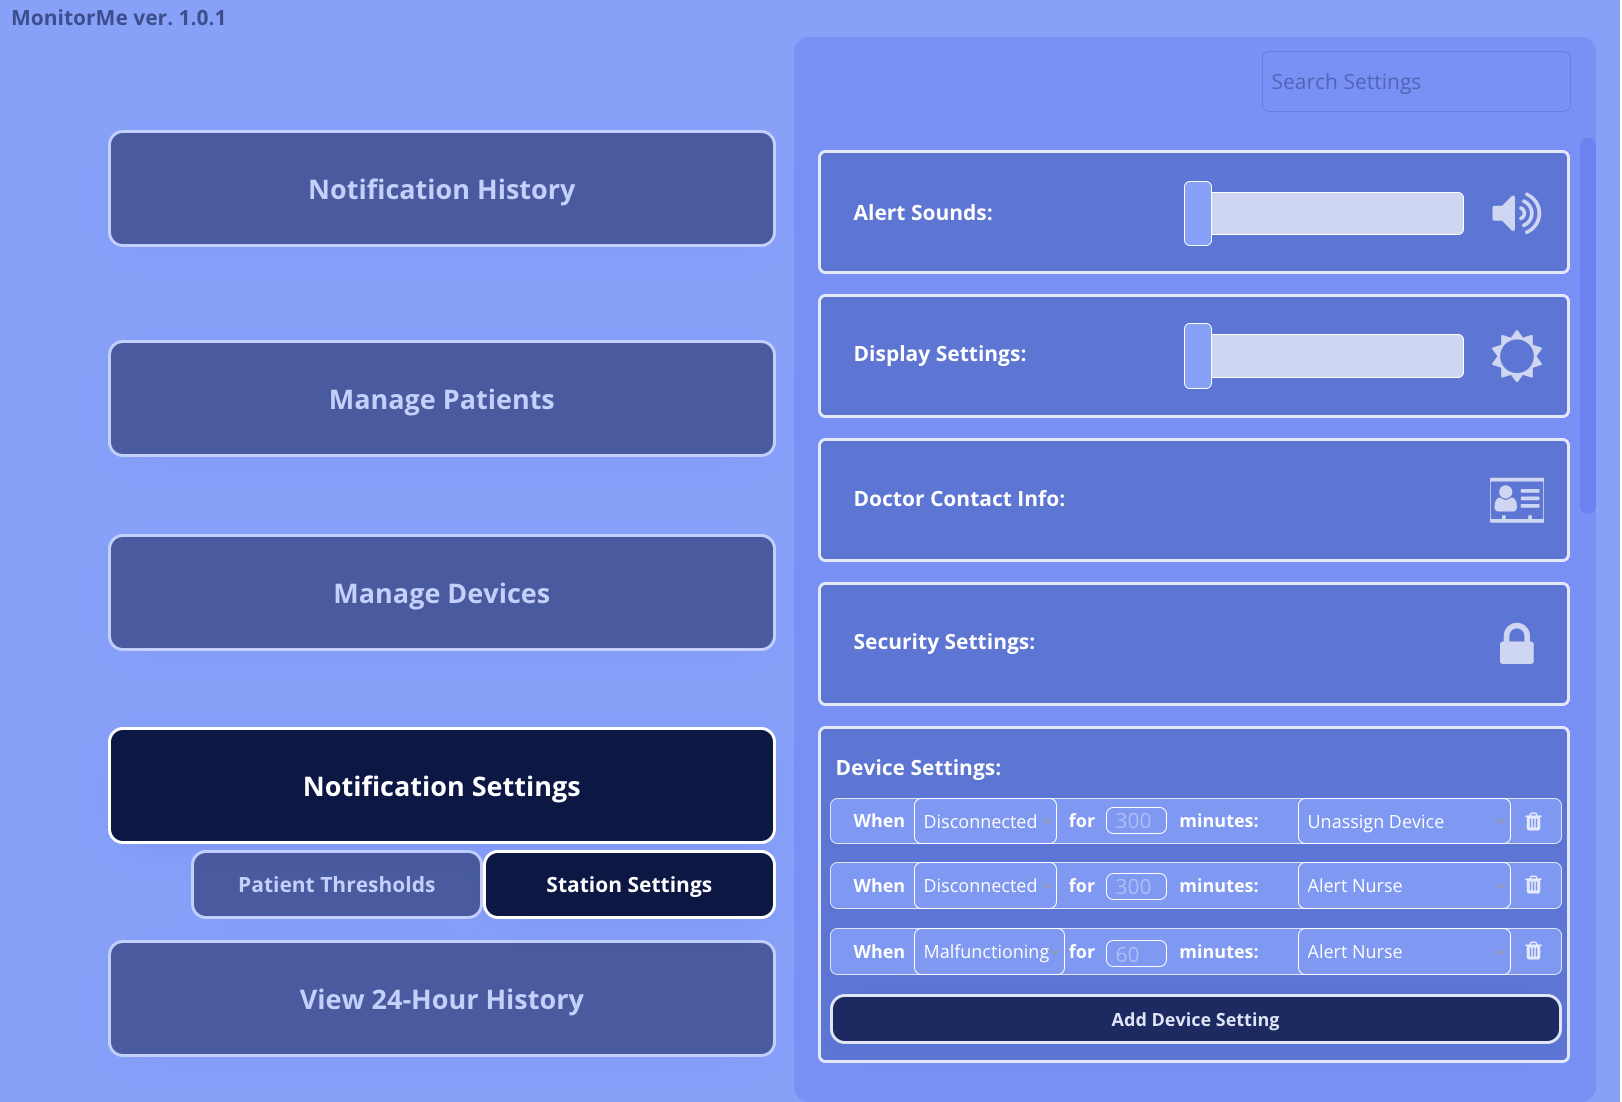 MonitorMe ver. 1.0.1
Notification History
Manage Patients
Manage Devices
Notification Settings
Patient Thresholds
Station Settings
View 24-Hour History
Search Settings
Alert Sounds:
Display Settings:
Doctor Contact Info:
Security Settings:
Device Settings:
When Disconnected for 300 minutes: Unassign Device
When Disconnected for 300 minutes: Alert Nurse
When Malfunctioning for 60 minutes: Alert Nurse
Add Device Setting